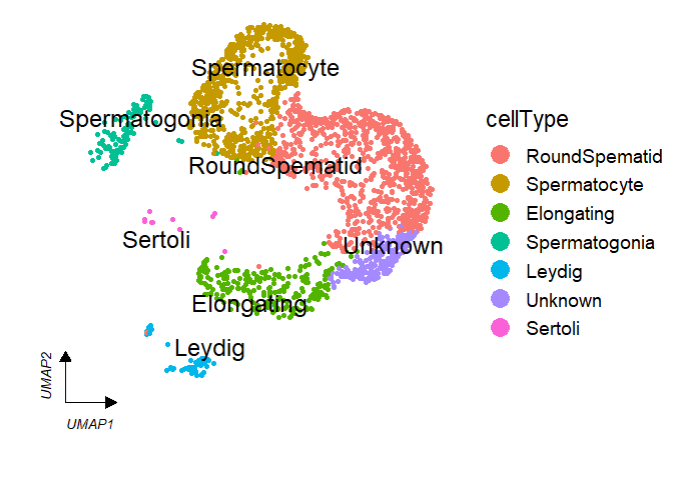 Spermatocyte
Spermatogonia
RoundSpematid
Sertoli
Unknown
Elongating
Leydig
cellType
RoundSpematid
Spermatocyte
Elongating
Spermatogonia
Leydig
Unknown
Sertoli
UMAP2
UMAP1